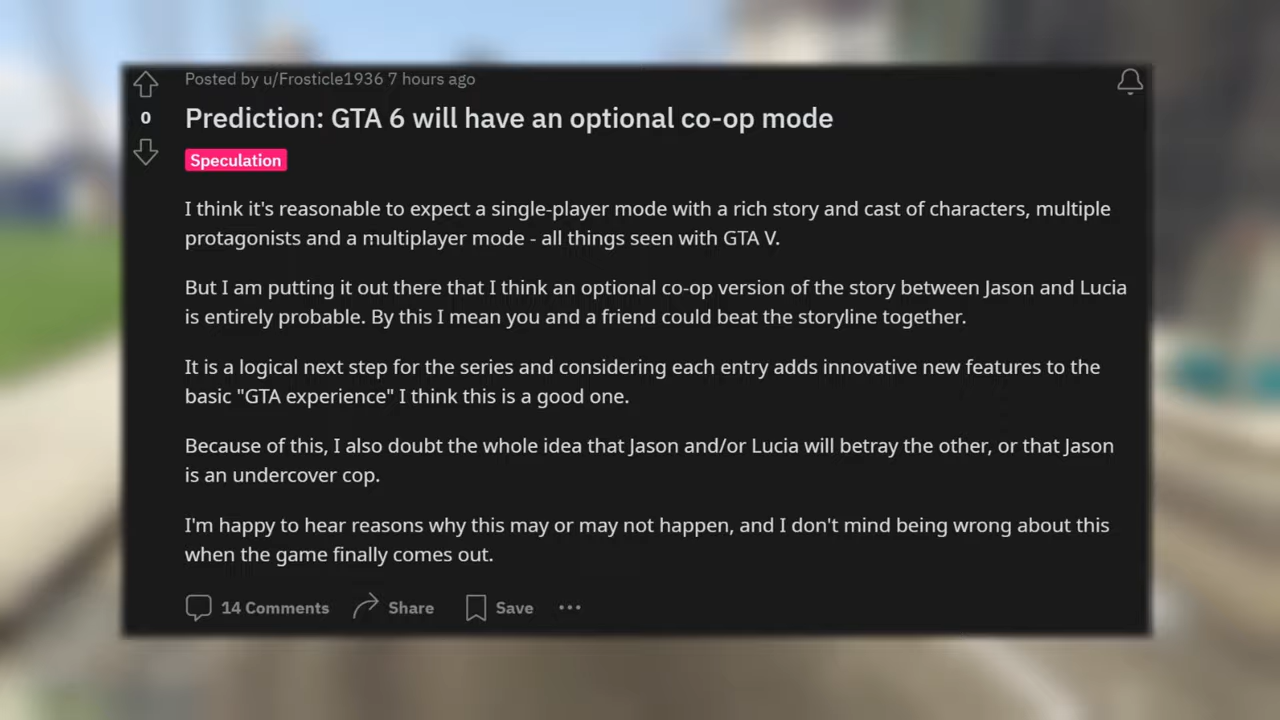 Posted by u/Frosticle1936 7 hours ago
0
Prediction: GTA 6 will have an optional co-op mode
Speculation
I think it's reasonable to expect a single-player mode with a rich story and cast of characters, multiple
protagonists and a multiplayer mode - all things seen with GTA V.
But I am putting it out there that I think an optional co-op version of the story between Jason and Lucia
is entirely probable. By this I mean you and a friend could beat the storyline together.
It is a logical next step for the series and considering each entry adds innovative new features to the
basic "GTA experience" I think this is a good one.
Because of this, I also doubt the whole idea that Jason and/or Lucia will betray the other, or that Jason
is an undercover cop.
I'm happy to hear reasons why this may or may not happen, and I don't mind being wrong about this
when the game finally comes out.
14 Comments Share Save